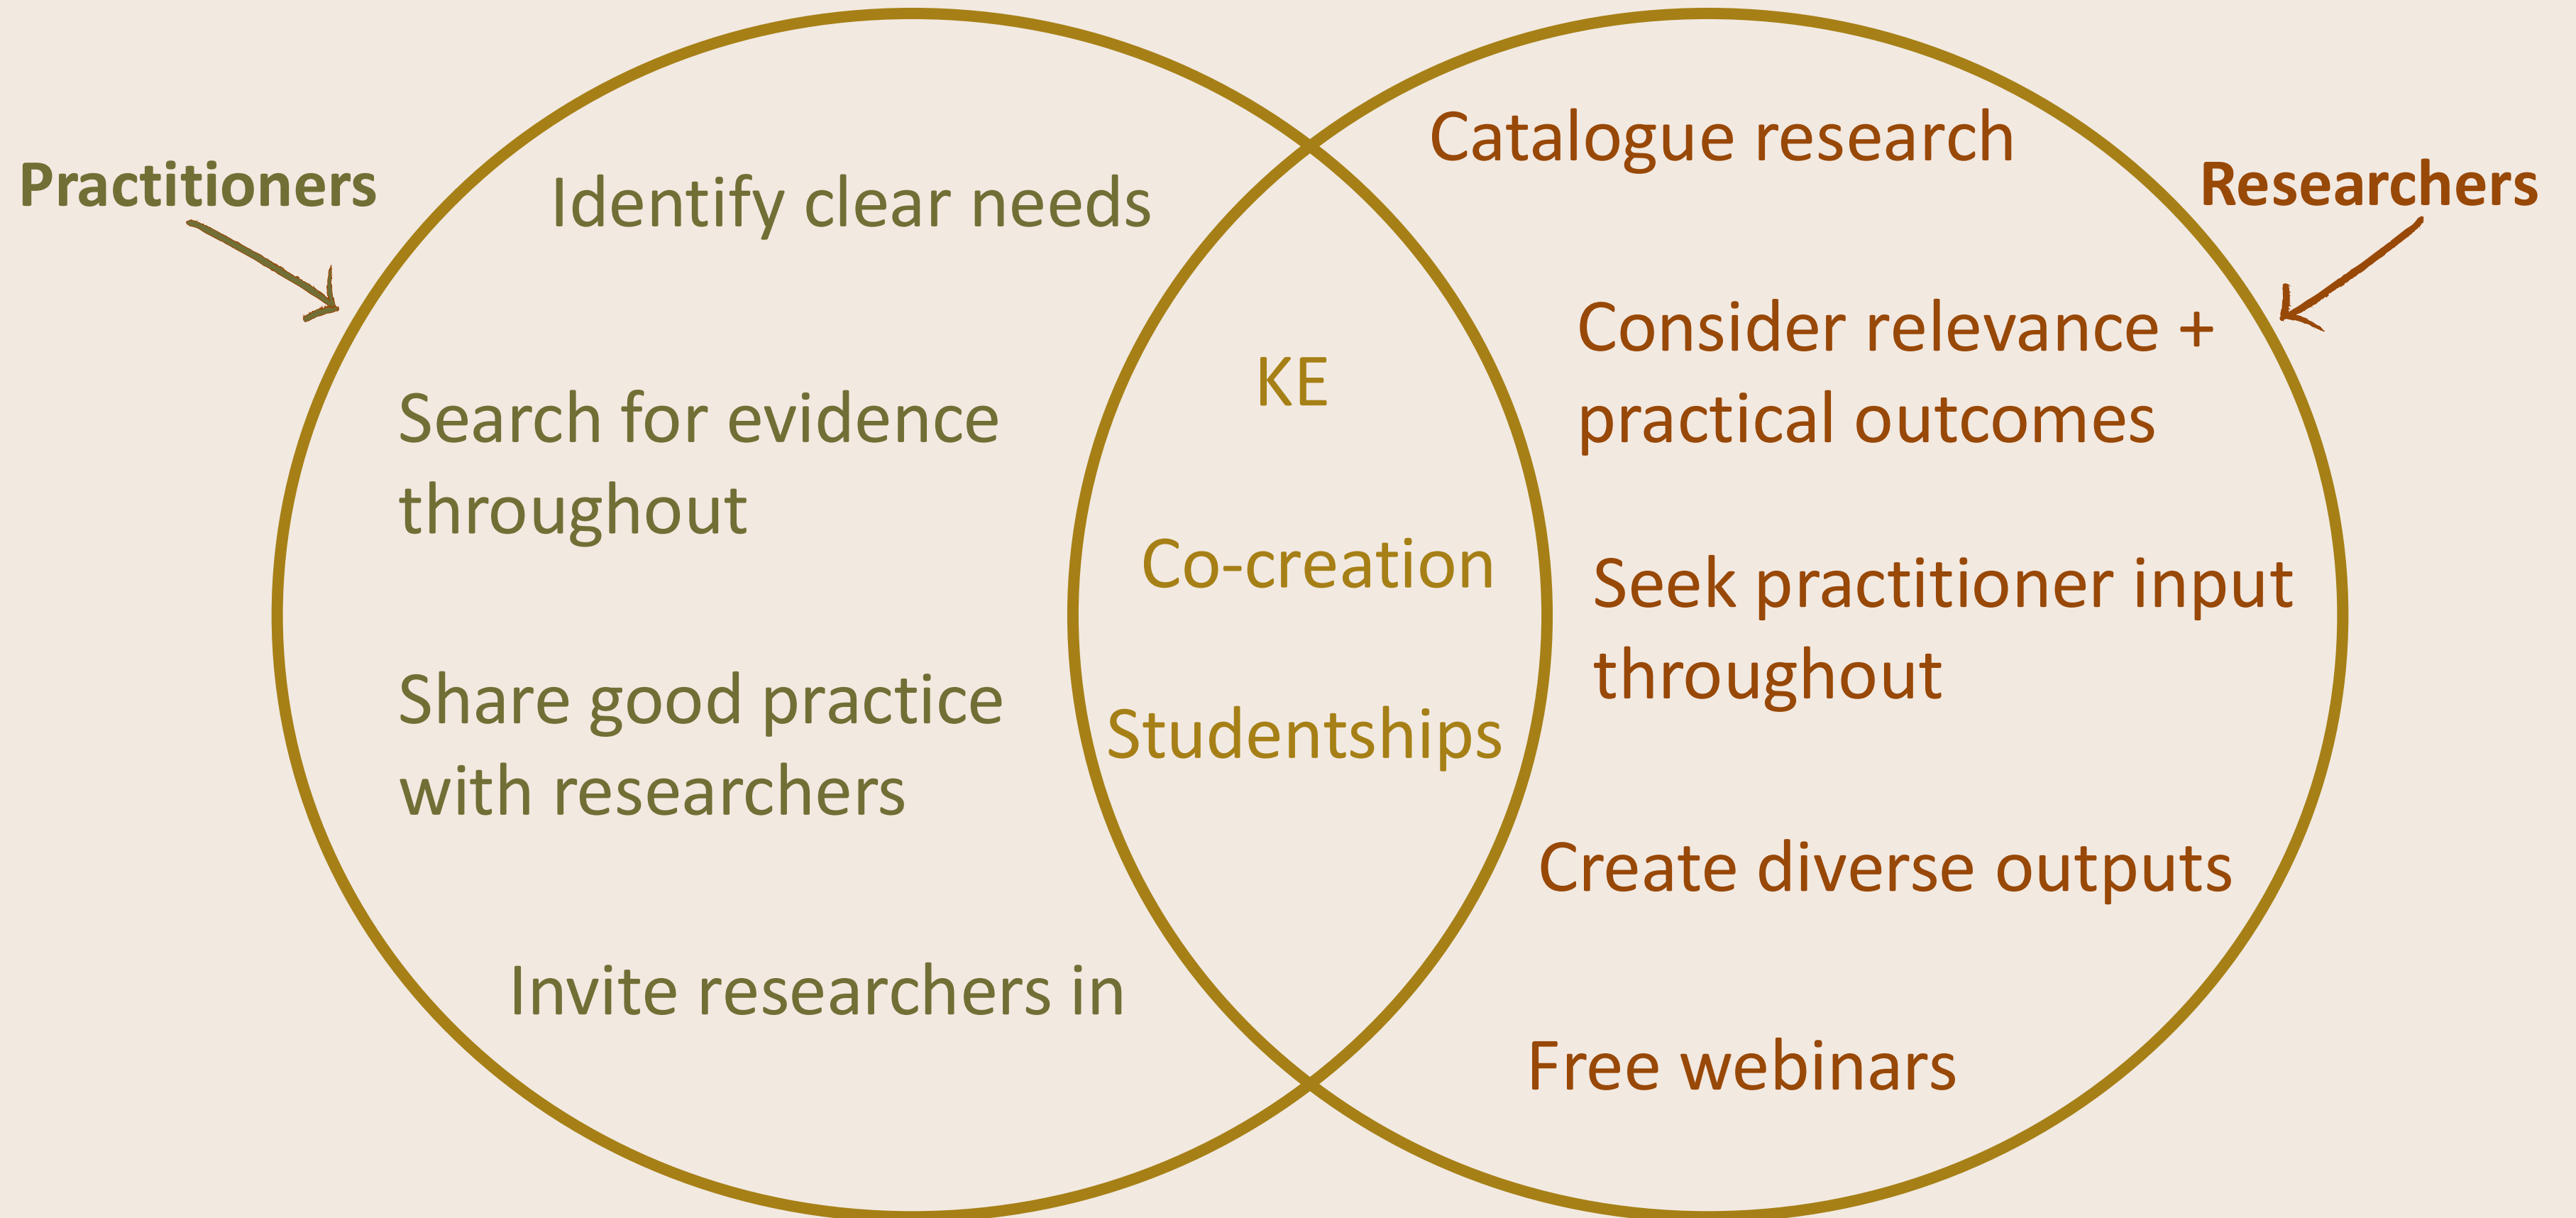 Practitioners
Identify clear needs
Search for evidence
throughout
Share good practice
with researchers
Invite researchers in
KE
Co-creation
Studentships
Researchers
Catalogue research
Consider relevance +
practical outcomes
Seek practitioner input
throughout
Create diverse outputs
Free webinars